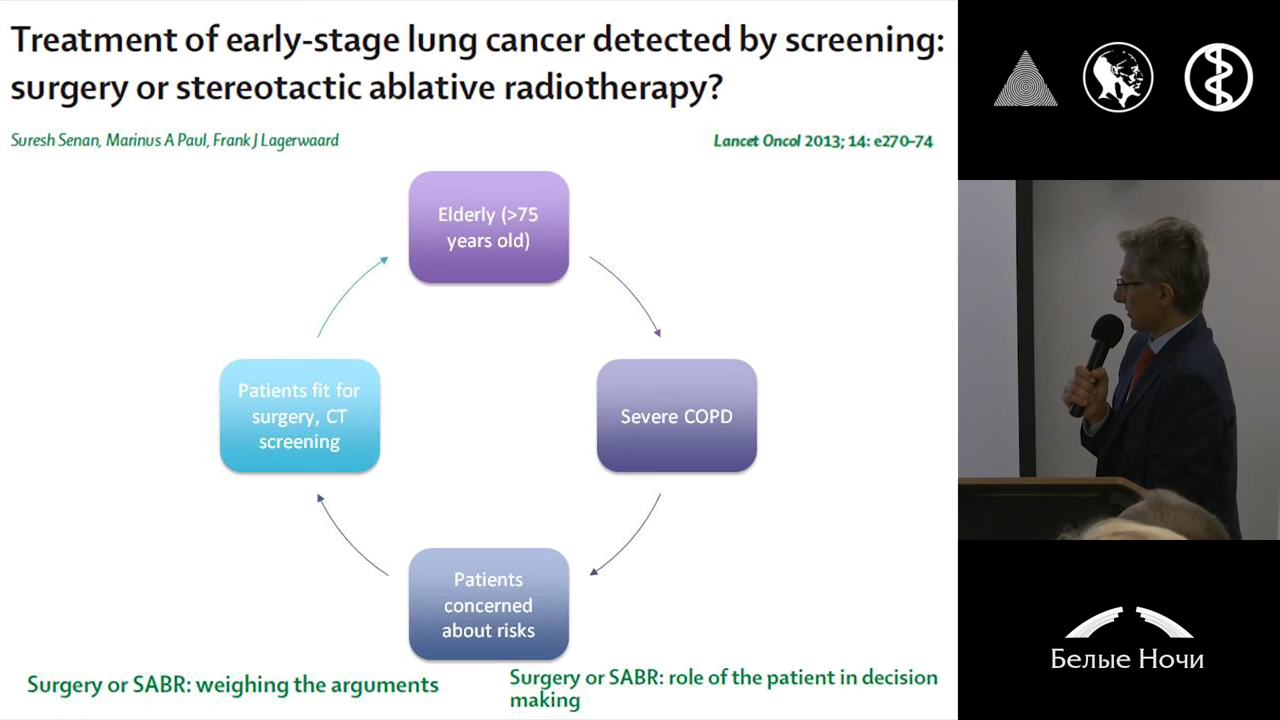 Treatment of early-stage lung cancer detected by screening:
surgery or stereotactic ablative radiotherapy?
Suresh Senan, Marinus A Paul, Frank J Lagerwaard
Lancet Oncol 2013; 14: e270–74
Elderly (>75
years old)
Patients fit for
surgery, CT
screening
Severe COPD
Patients
concerned
about risks
Surgery or SABR: weighing the arguments
Surgery or SABR: role of the patient in decision
making
Белые Ночи